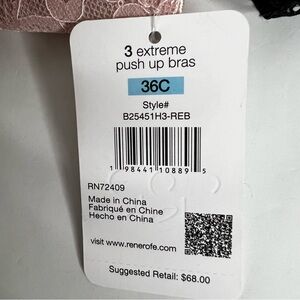 3 extreme
push up bras
36C
Style#
B25451H3-REB
1 98441 10889 5
RN72409
Made in China
Fabriqué en Chine
Hecho en China
visit www.renerofe.com
Suggested Retail: $68.00